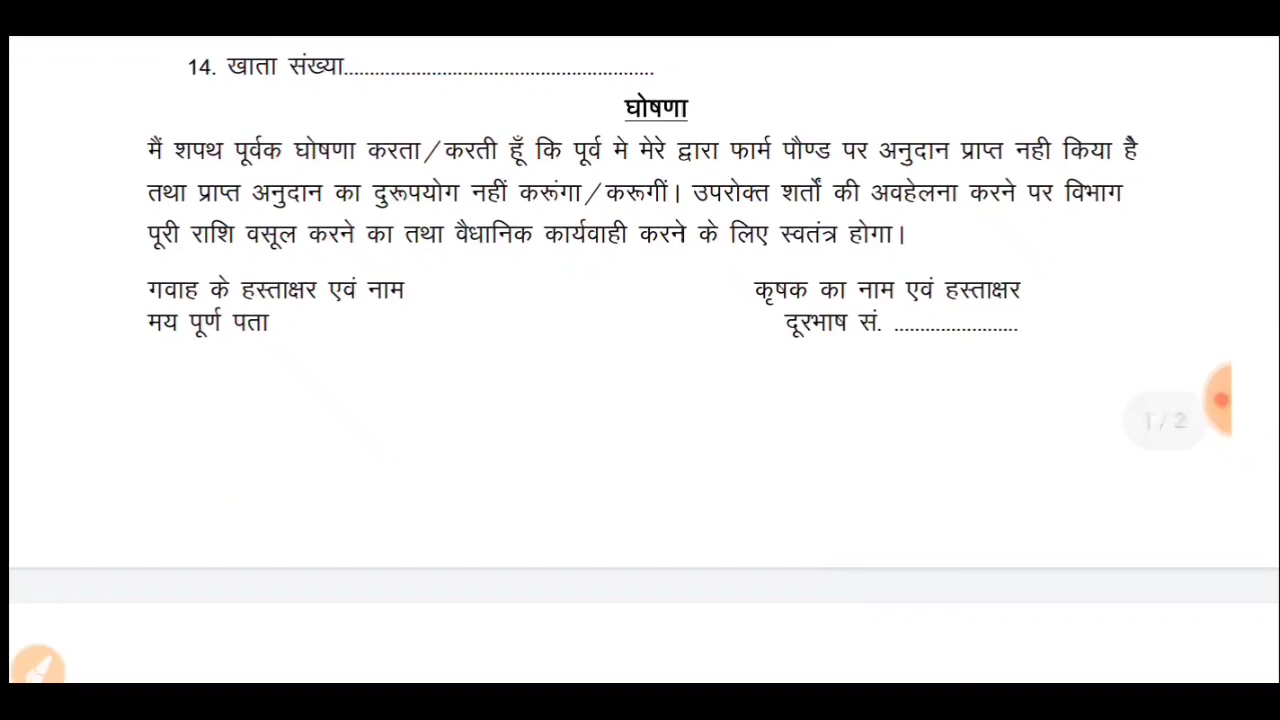 14. खाता संख्या............................................................
घोषणा
मैं शपथ पूर्वक घोषणा करता/करती हूँ कि पूर्व मे मेरे द्वारा फार्म पौण्ड पर अनुदान प्राप्त नही किया है
तथा प्राप्त अनुदान का दुरूपयोग नहीं करूंगा/करूगीं। उपरोक्त शर्तों की अवहेलना करने पर विभाग
पूरी राशि वसूल करने का तथा वैधानिक कार्यवाही करने के लिए स्वतंत्र होगा।
गवाह के हस्ताक्षर एवं नाम
मय पूर्ण पता
कृषक का नाम एवं हस्ताक्षर
दूरभाष सं. ........................
1 / 2